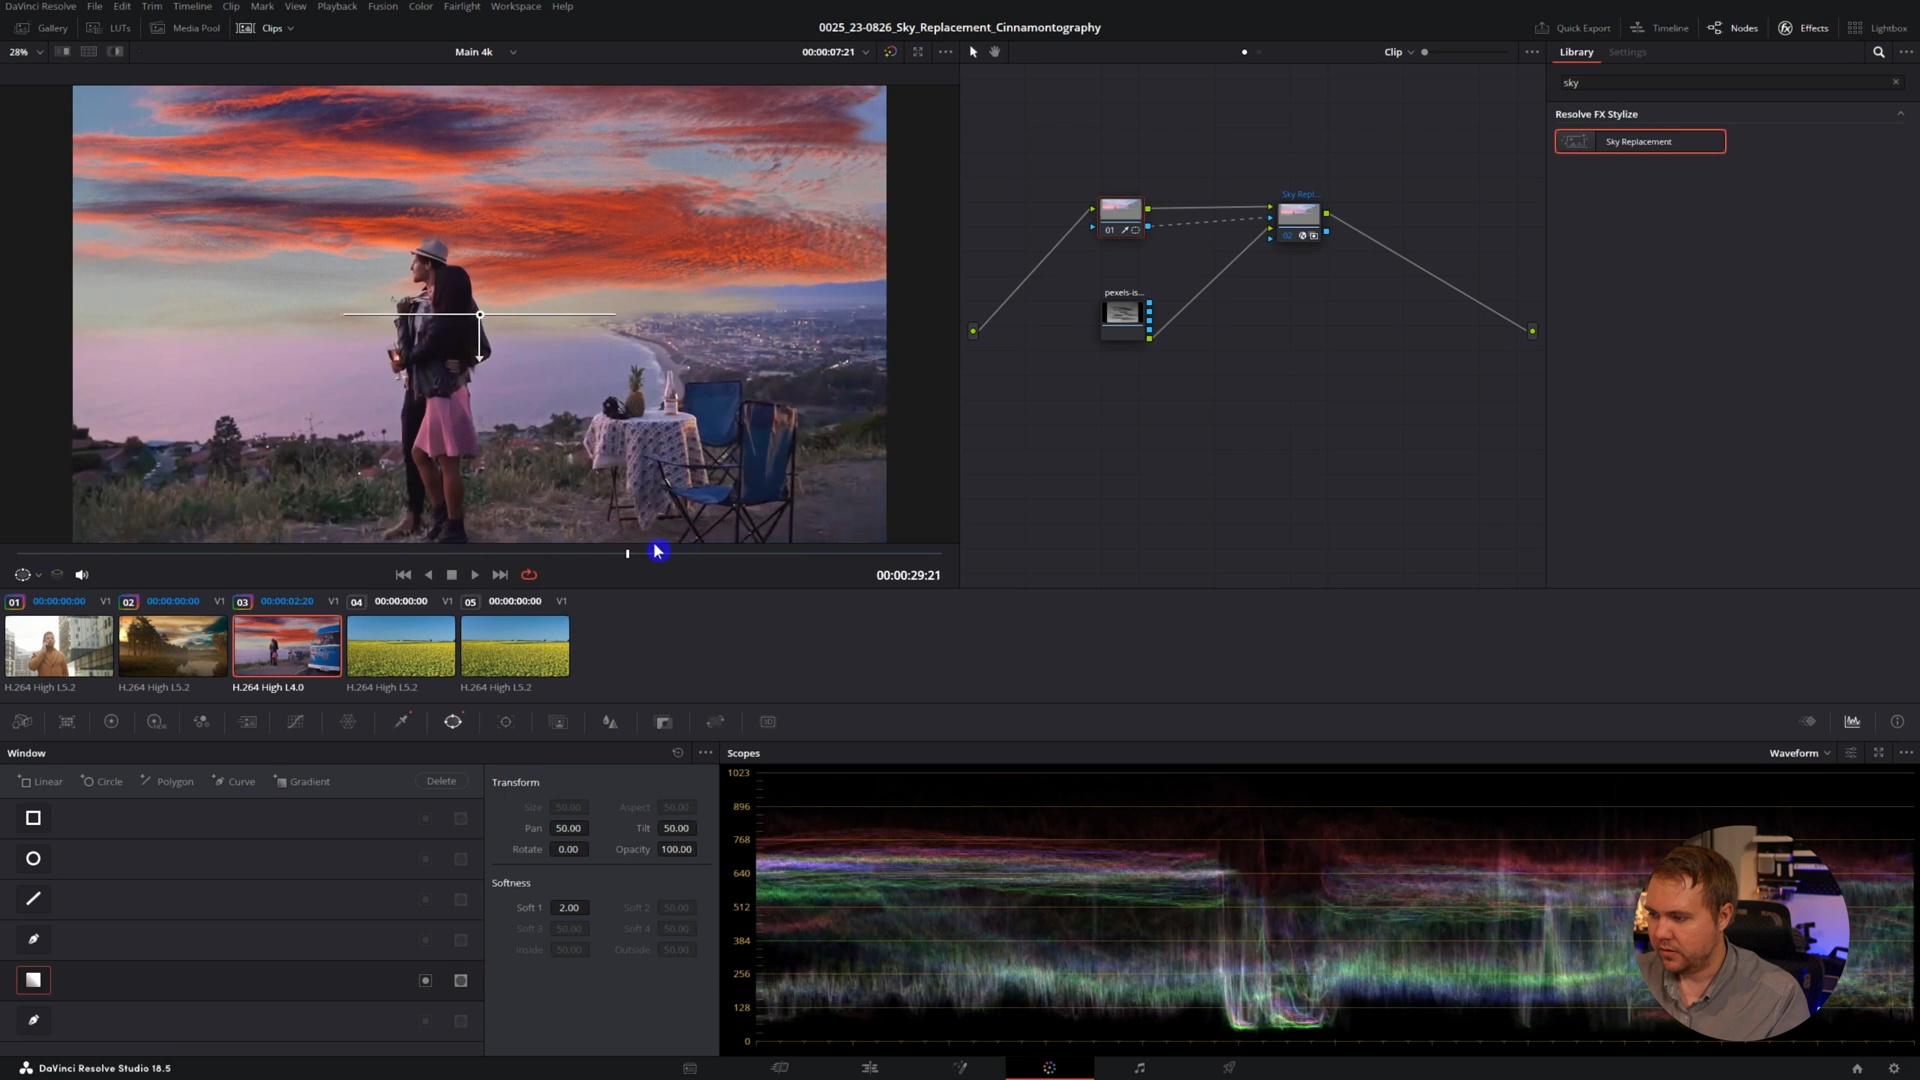 DaVinci Resolve File Edit Trim Timeline Clip Mark View Playback Fusion Color Fairlight Workspace Help
Gallery LUTs Media Pool Clips 0025_23-0826_Sky_Replacement_Cinnamontography Quick Export Timeline Nodes Effects Lightbox
28% Main 4k 00:00:07:21 Clip Library Settings
sky
Resolve FX Stylize
Sky Replacement
Sky Repl...
01
02
pexels-is...
00:00:29:21
01 00:00:00:00 V1 02 00:00:00:00 V1 03 00:00:02:20 V1 04 00:00:00:00 V1 05 00:00:00:00 V1
H.264 High L5.2 H.264 High L5.2 H.264 High L4.0 H.264 High L5.2 H.264 High L5.2
HDR
3D
Window Scopes Waveform
Linear Circle Polygon Curve Gradient Delete
Transform
Size 50.00 Aspect 50.00
Pan 50.00 Tilt 50.00
Rotate 0.00 Opacity 100.00
Softness
Soft 1 2.00 Soft 2 50.00
Soft 3 50.00 Soft 4 50.00
Inside 50.00 Outside 50.00
1023
896
768
640
512
384
256
128
0
DaVinci Resolve Studio 18.5